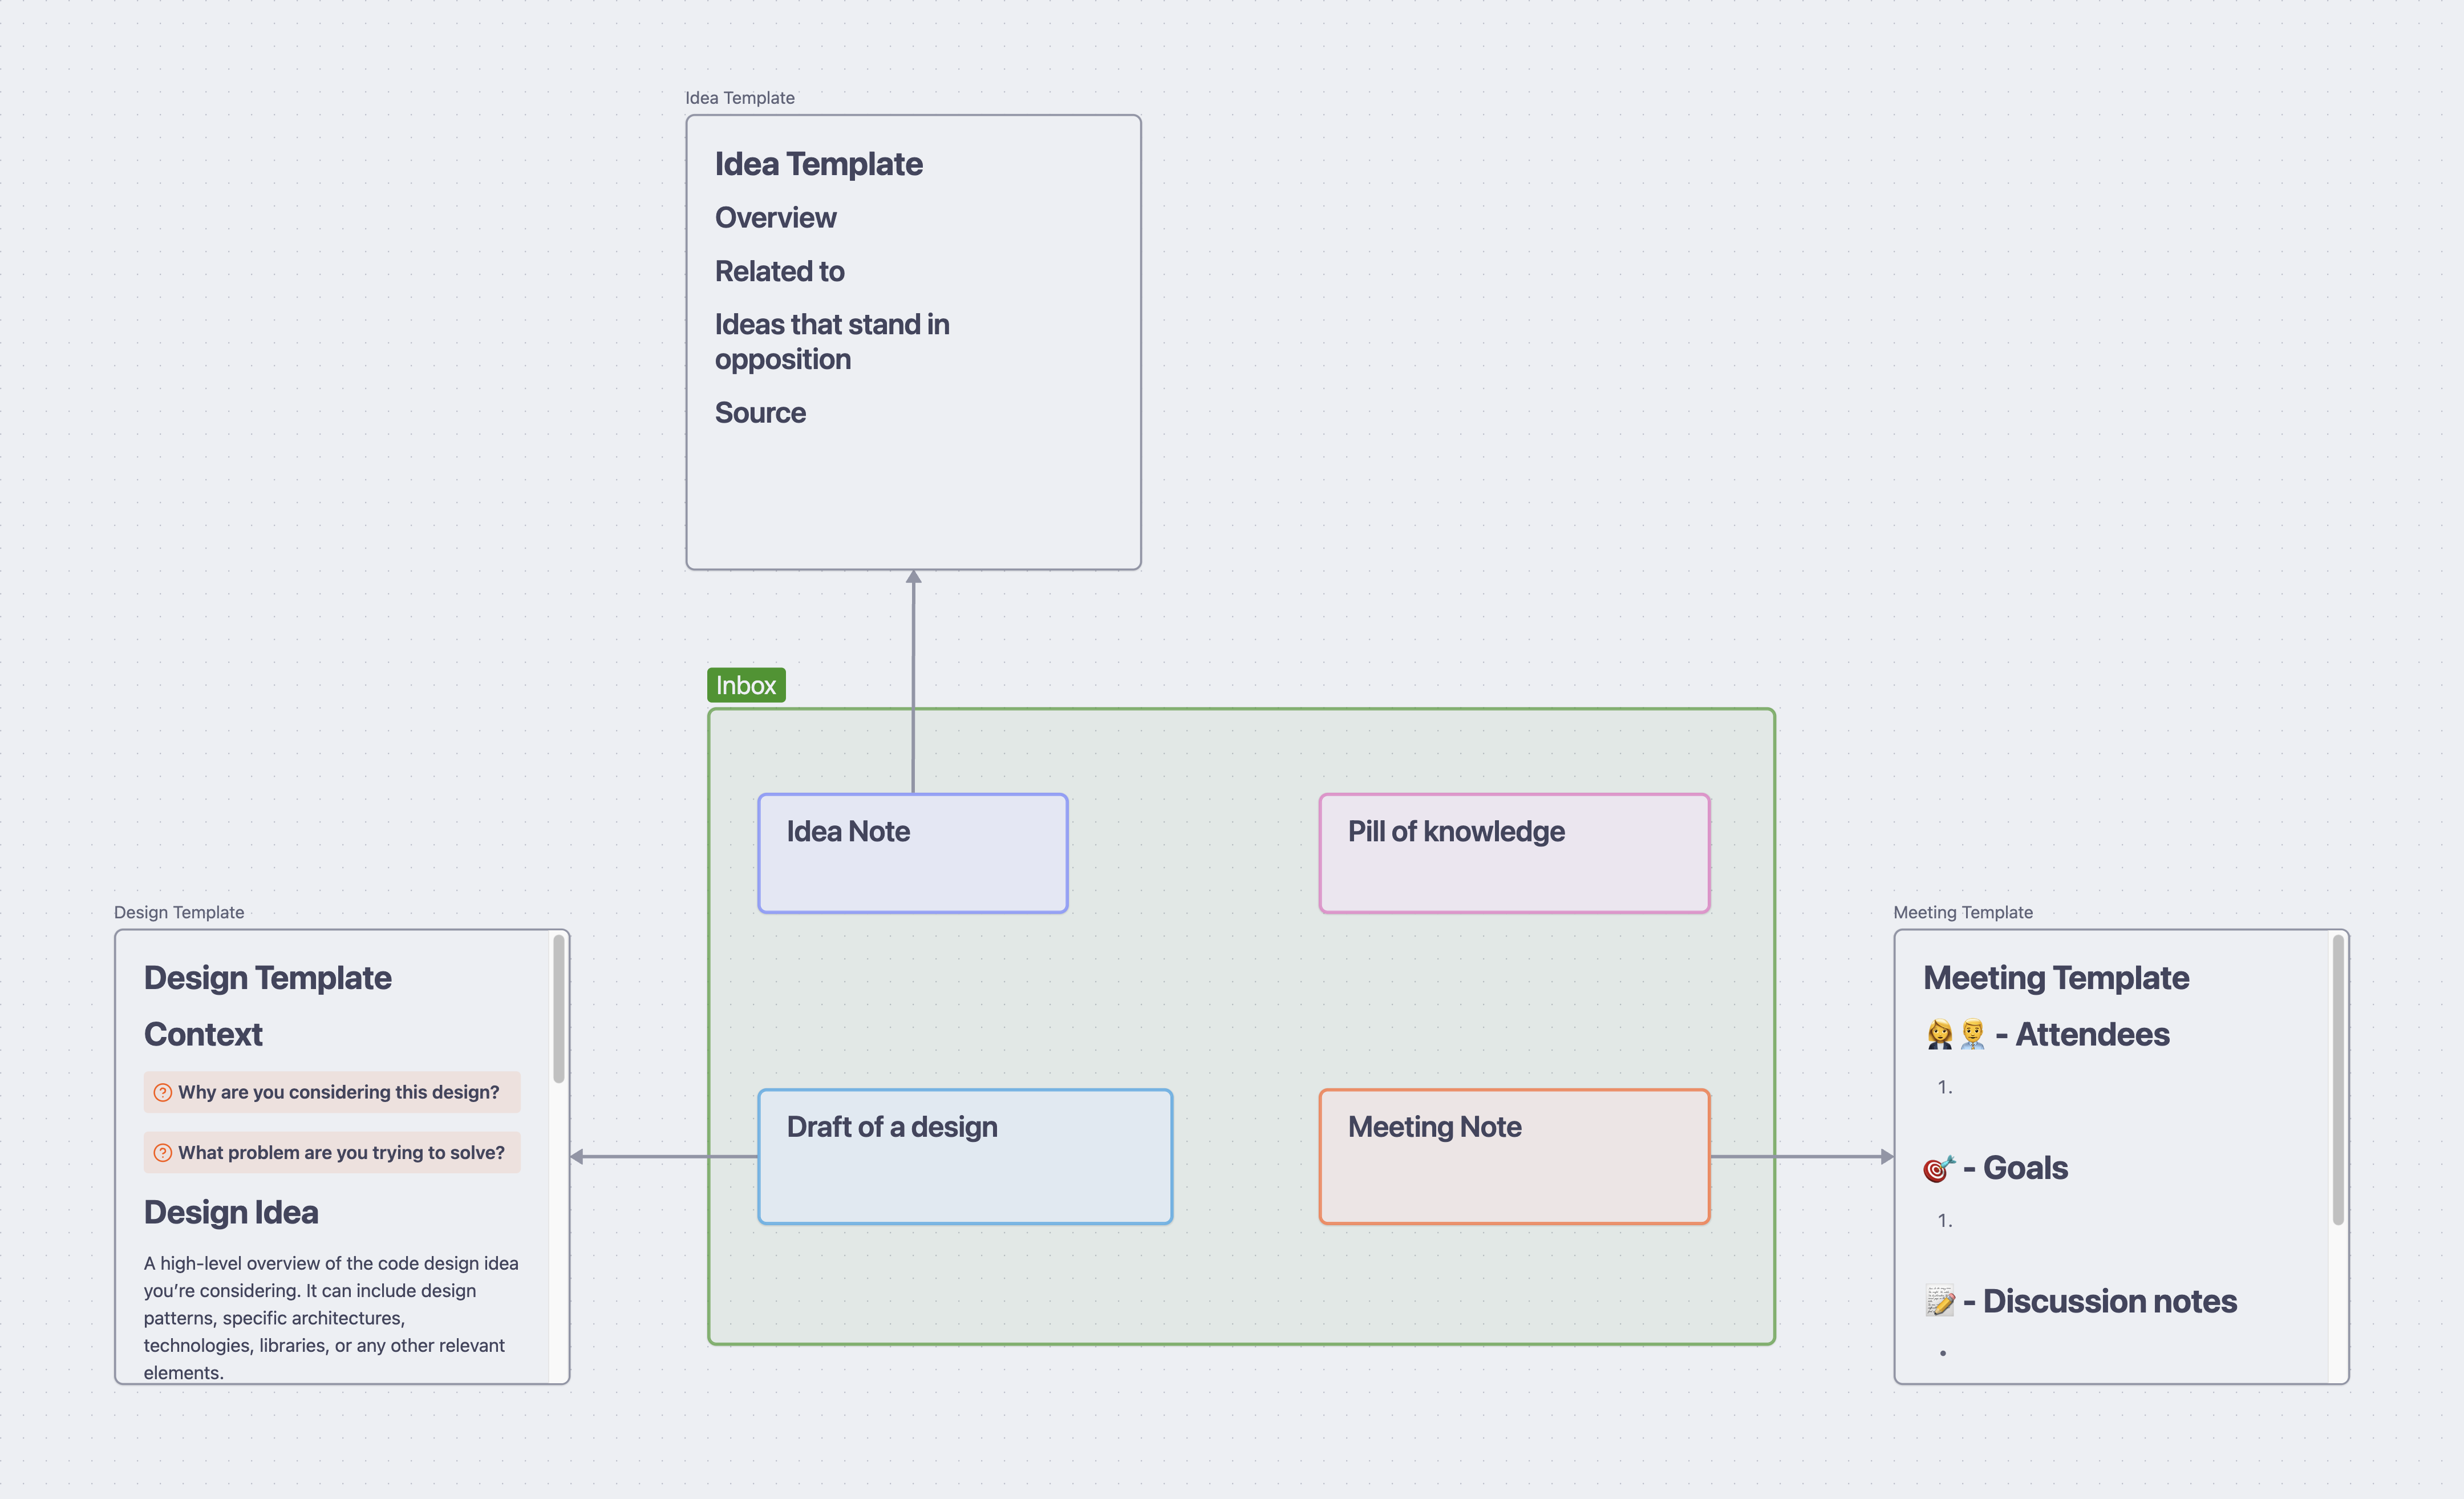 Idea Template
Idea Template
Overview
Related to
Ideas that stand in
opposition
Source
Inbox
Idea Note
Pill of knowledge
Draft of a design
Meeting Note
Design Template
Design Template
Context
Why are you considering this design?
What problem are you trying to solve?
Design Idea
A high-level overview of the code design idea
you’re considering. It can include design
patterns, specific architectures,
technologies, libraries, or any other relevant
elements.
Meeting Template
Meeting Template
👩‍💼👨‍💼 - Attendees
1.
🎯 - Goals
1.
📝 - Discussion notes
•